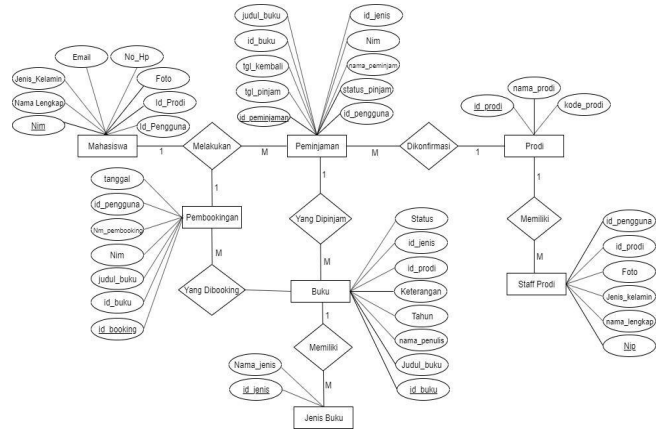 judul_buku
id_jenis
Email
No_Hp
id_buku
Nim
Jenis_Kelamin
Foto
tgl_kembali
nama_peminjam
nama_prodi
Nama Lengkap
Id_Prodi
tgl_pinjam
status_pinjam
id_prodi
kode_prodi
Nim
Id_Pengguna
id_peminjaman
id_pengguna
Mahasiswa
1
Melakukan
M
Peminjaman
M
Dikonfirmasi
1
Prodi
tanggal
1
1
1
id_pengguna
Pembookingan
Yang Dipinjam
Status
Memiliki
id_pengguna
Nm_pembooking
id_jenis
id_prodi
Nim
M
M
id_prodi
M
Foto
judul_buku
Yang Dibooking
Buku
Keterangan
Staff Prodi
Jenis_kelamin
id_buku
1
Tahun
nama_lengkap
id_booking
nama_penulis
Nip
Nama_jenis
Memiliki
Judul_buku
id_jenis
M
id_buku
Jenis Buku